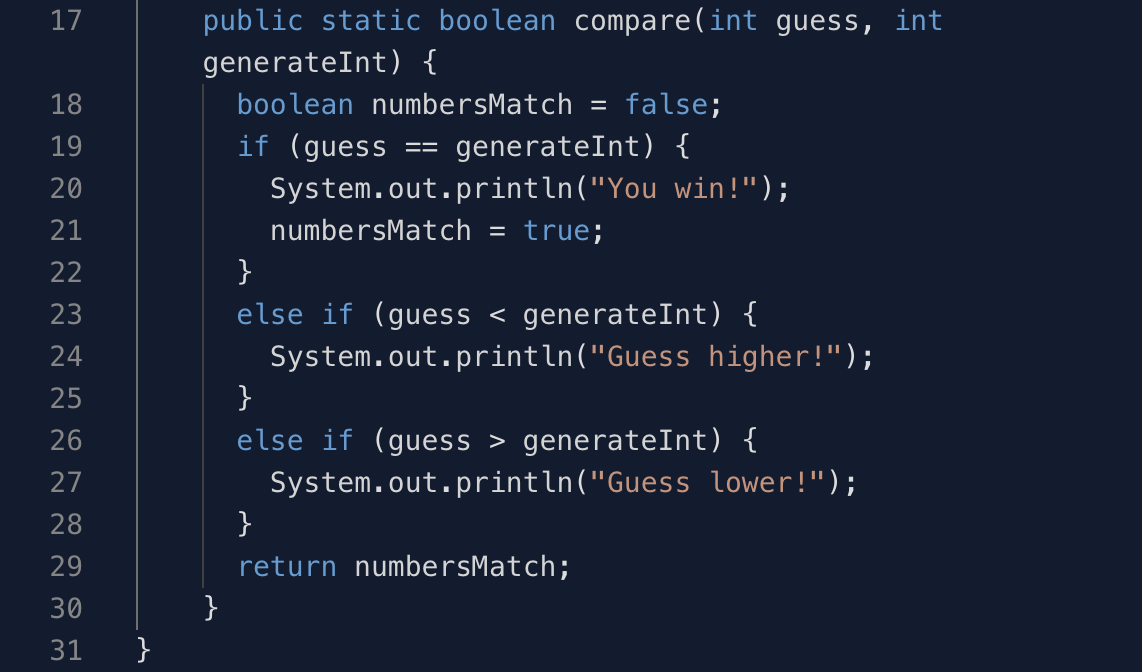 17 public static boolean compare(int guess, int
generateInt) {
18 boolean numbersMatch = false;
19 if (guess == generateInt) {
20 System.out.println("You win!");
21 numbersMatch = true;
22 }
23 else if (guess < generateInt) {
24 System.out.println("Guess higher!");
25 }
26 else if (guess > generateInt) {
27 System.out.println("Guess lower!");
28 }
29 return numbersMatch;
30 }
31 }